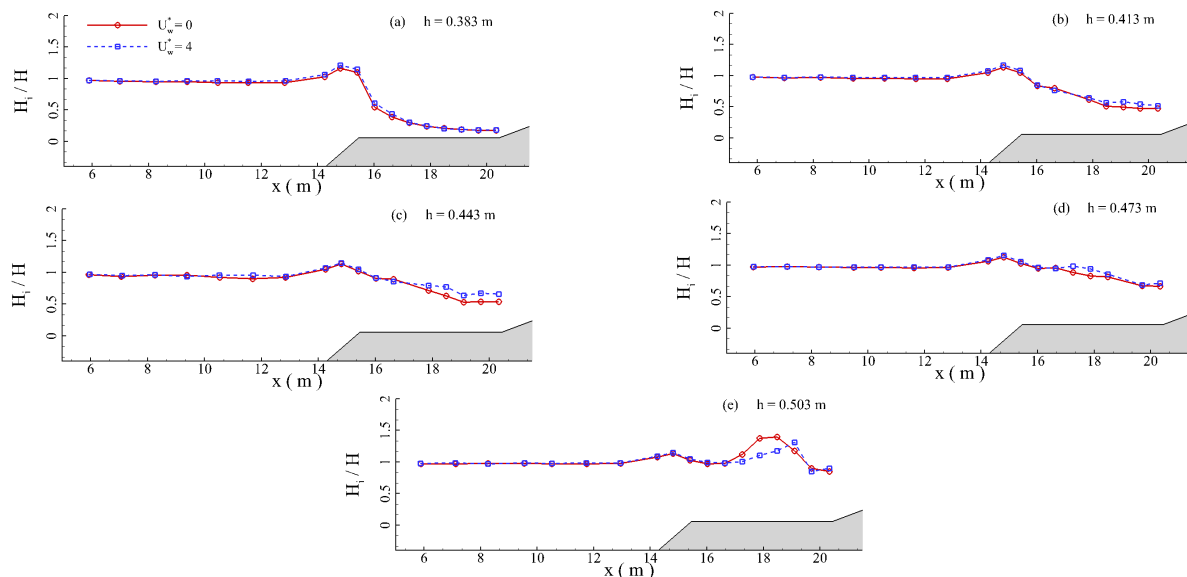 (a) h = 0.383 m
U*w = 0
U*w = 4
2
1.5
1
0.5
0
Hi / H
6 8 10 12 14 16 18 20
x ( m )
(b) h = 0.413 m
2
1.5
1
0.5
0
Hi / H
6 8 10 12 14 16 18 20
x ( m )
(c) h = 0.443 m
2
1.5
1
0.5
0
Hi / H
6 8 10 12 14 16 18 20
x ( m )
(d) h = 0.473 m
2
1.5
1
0.5
0
Hi / H
6 8 10 12 14 16 18 20
x ( m )
(e) h = 0.503 m
2
1.5
1
0.5
0
Hi / H
6 8 10 12 14 16 18 20
x ( m )